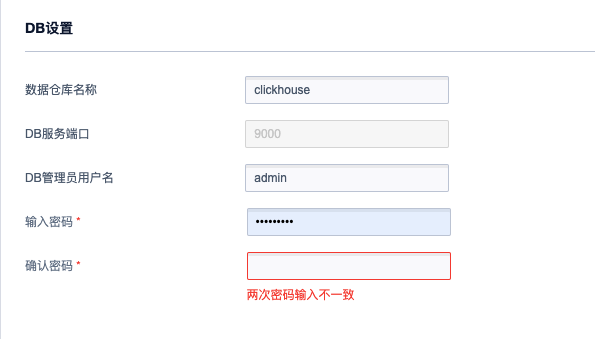 DB设置
数据仓库名称 clickhouse
DB服务端口 9000
DB管理员用户名 admin
输入密码 * •••••••••
确认密码 *
两次密码输入不一致